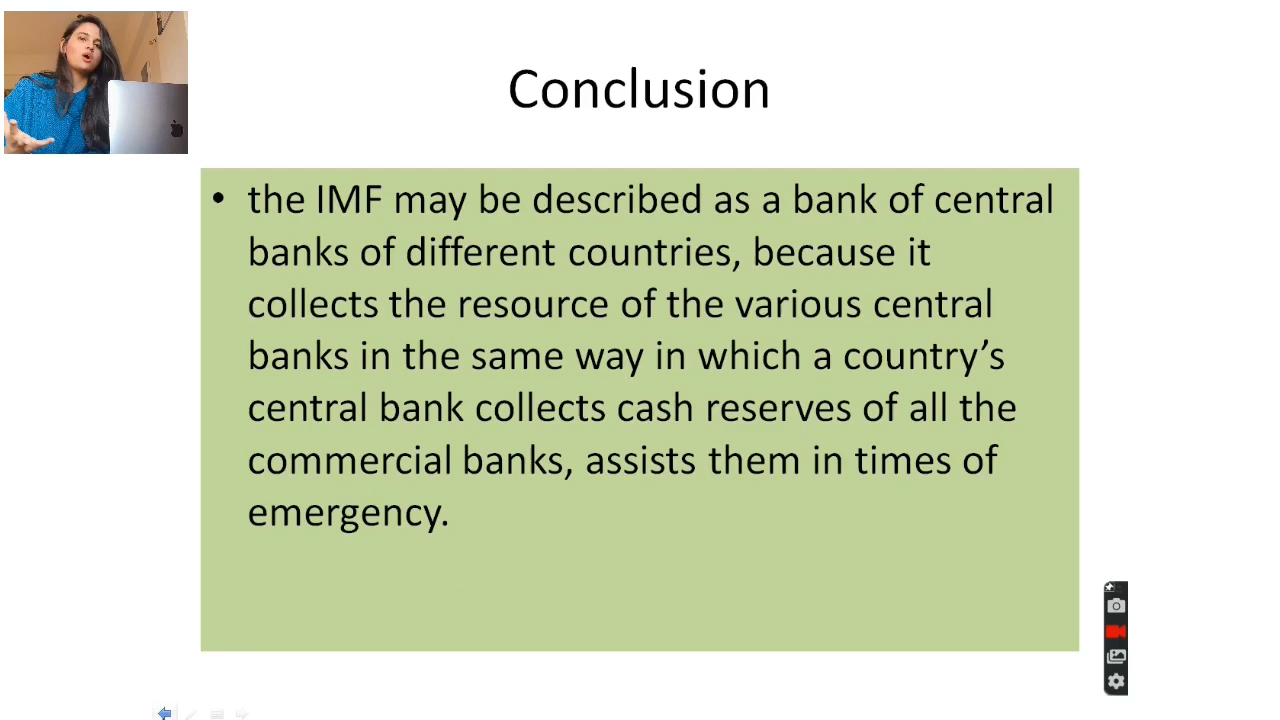 Conclusion
• the IMF may be described as a bank of central
banks of different countries, because it
collects the resource of the various central
banks in the same way in which a country’s
central bank collects cash reserves of all the
commercial banks, assists them in times of
emergency.